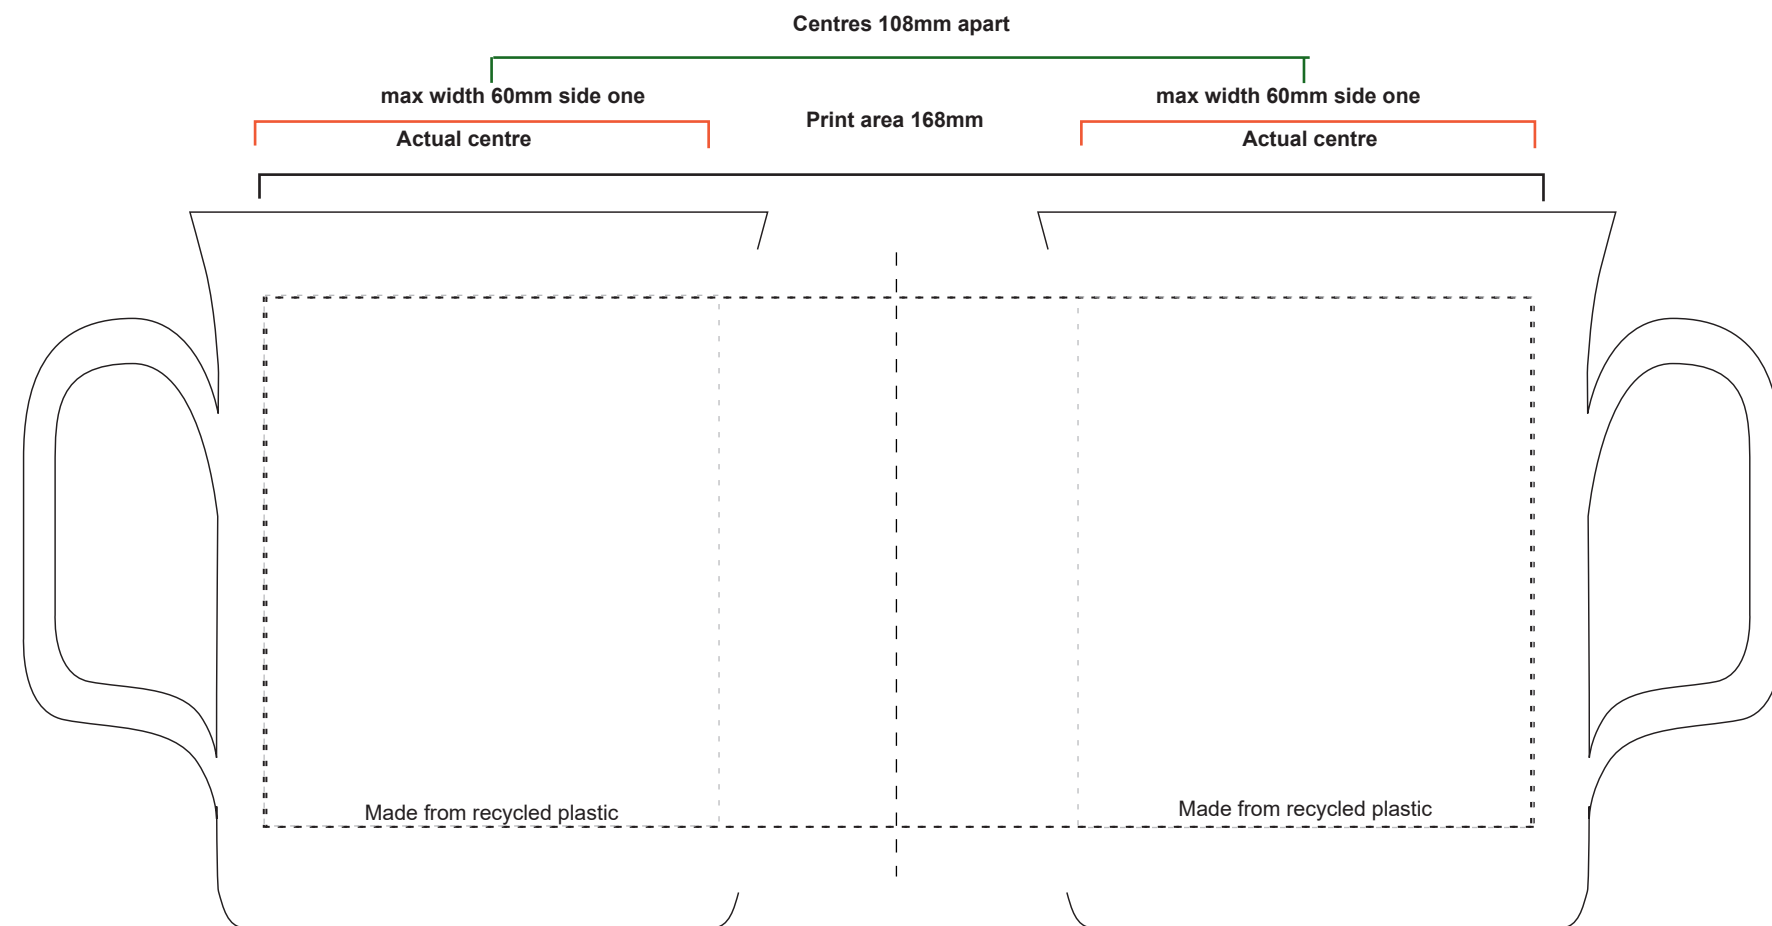 Centres 108mm apart
max width 60mm side one
max width 60mm side one
Print area 168mm
Actual centre
Actual centre
Made from recycled plastic
Made from recycled plastic